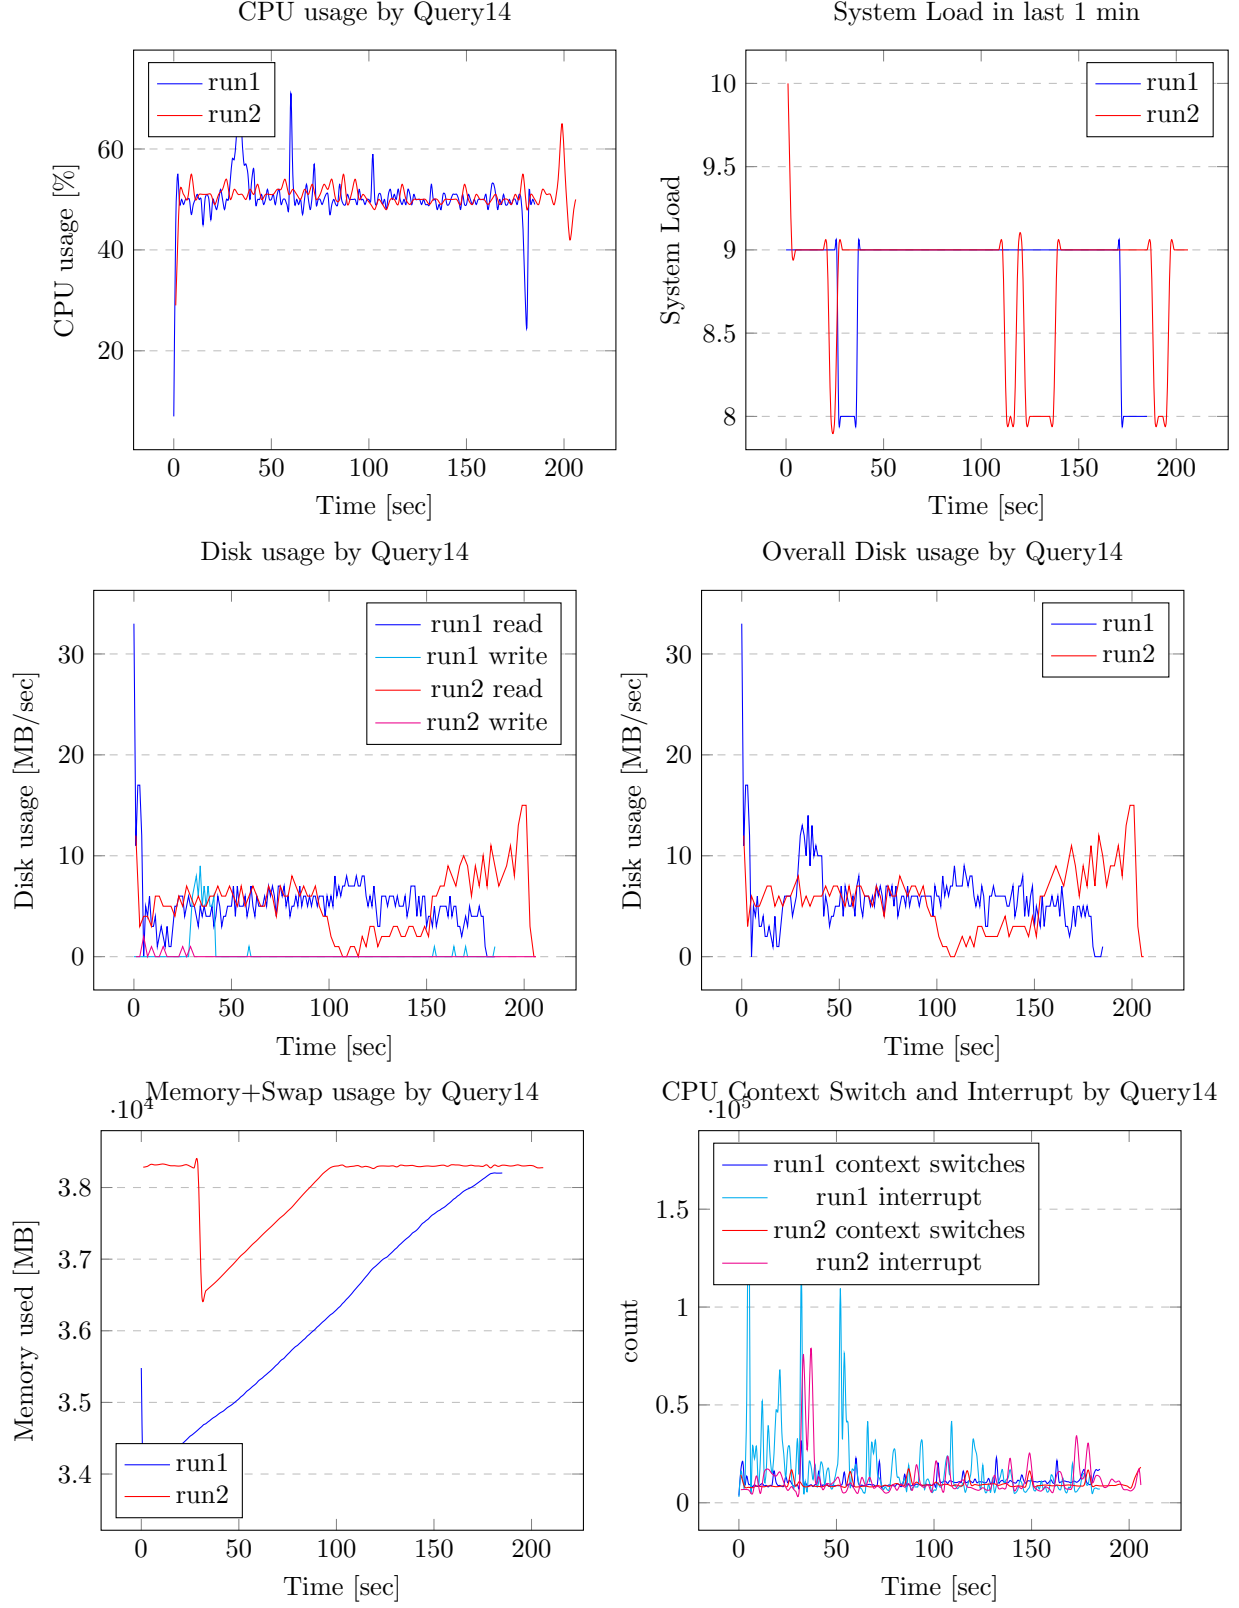 CPU usage by Query14
run1
run2
60
40
20
CPU usage [%]
0 50 100 150 200
Time [sec]
System Load in last 1 min
run1
run2
10
9.5
9
8.5
8
System Load
0 50 100 150 200
Time [sec]
Disk usage by Query14
run1 read
run1 write
run2 read
run2 write
30
20
10
0
Disk usage [MB/sec]
0 50 100 150 200
Time [sec]
Overall Disk usage by Query14
run1
run2
30
20
10
0
Disk usage [MB/sec]
0 50 100 150 200
Time [sec]
Memory+Swap usage by Query14
·10^4
3.8
3.7
3.6
3.5
3.4
Memory used [MB]
run1
run2
0 50 100 150 200
Time [sec]
CPU Context Switch and Interrupt by Query14
·10^5
run1 context switches
run1 interrupt
run2 context switches
run2 interrupt
1.5
1
0.5
0
count
0 50 100 150 200
Time [sec]